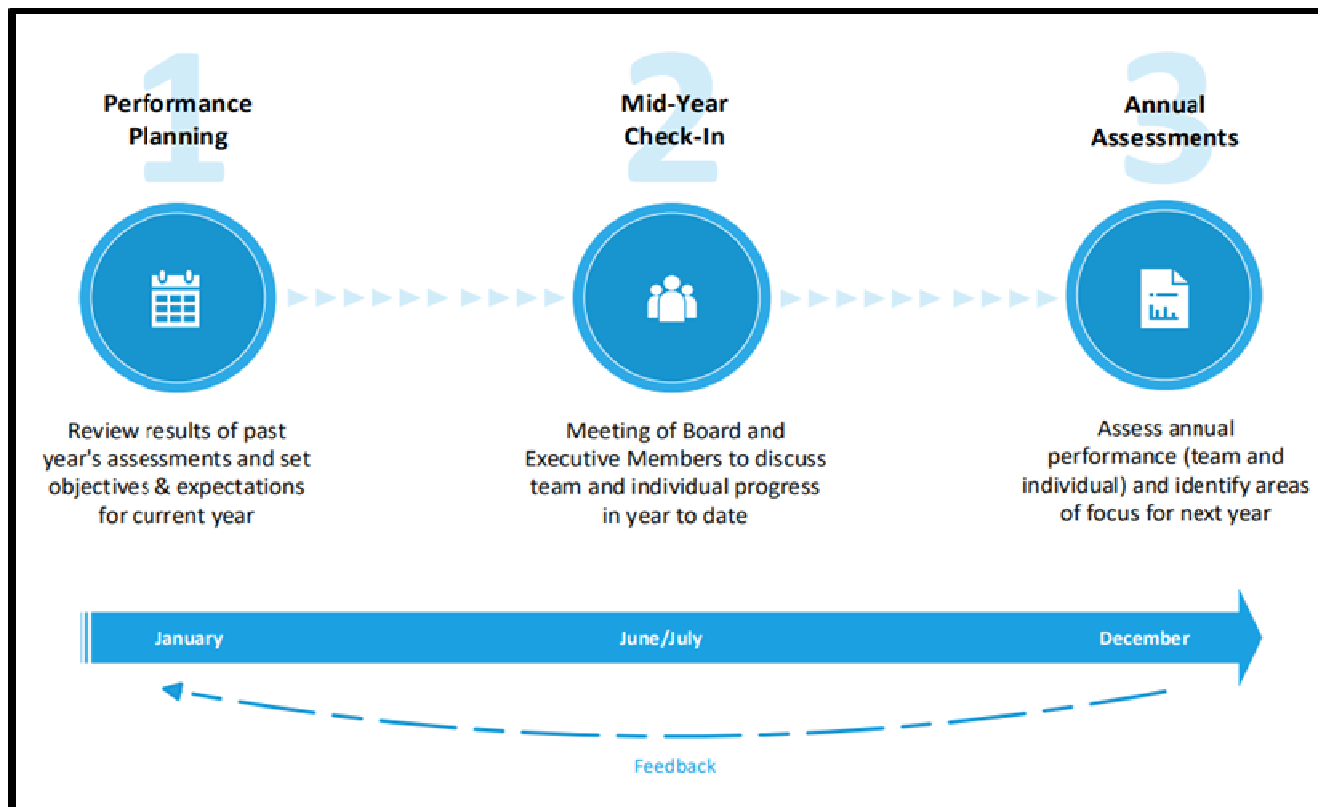 1
Performance
Planning
Review results of past
year's assessments and set
objectives & expectations
for current year
2
Mid-Year
Check-In
Meeting of Board and
Executive Members to discuss
team and individual progress
in year to date
3
Annual
Assessments
Assess annual
performance (team and
individual) and identify areas
of focus for next year
January
June/July
December
Feedback